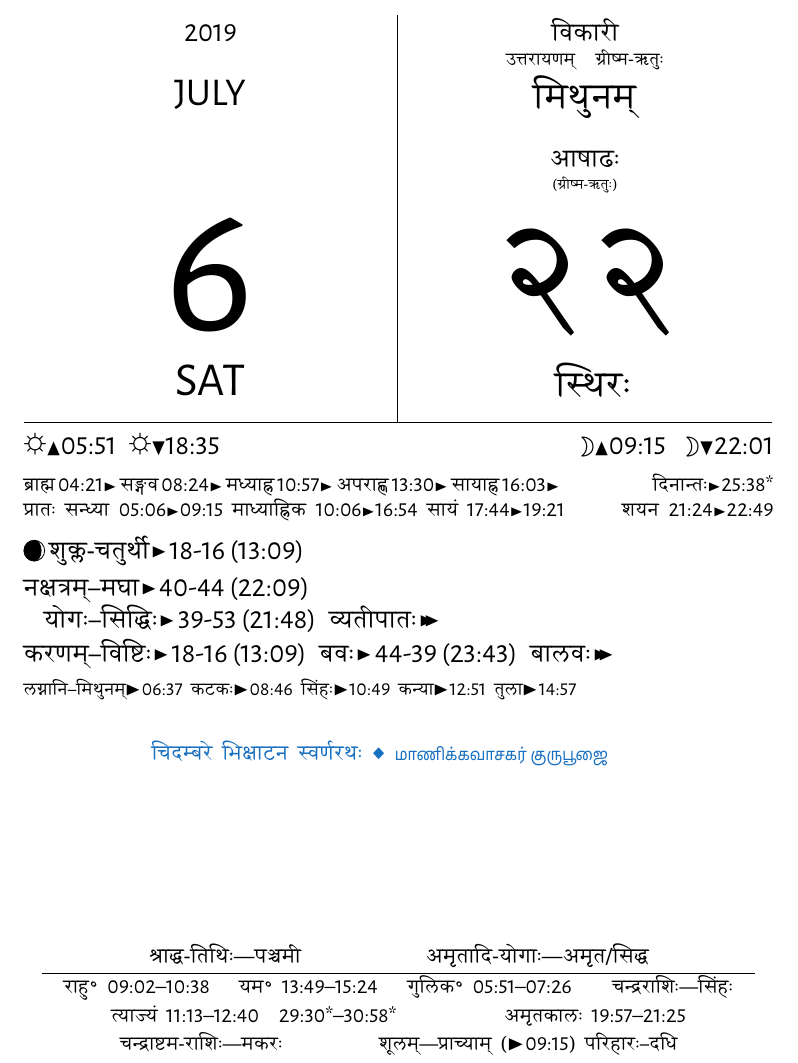 2019
JULY
6
SAT
विकारी
उत्तरायणम् ग्रीष्म-ऋतुः
मिथुनम्
आषाढः
(ग्रीष्म-ऋतुः)
२२
स्थिरः
☼▲05:51 ☼▼18:35 ☽▲09:15 ☽▼22:01
ब्राह्म 04:21► सङ्गव 08:24► मध्याह्न 10:57► अपराह्ण 13:30► सायाह्न 16:03► दिनान्तः►25:38*
प्रातः सन्ध्या 05:06►09:15 माध्याह्निक 10:06►16:54 सायं 17:44►19:21 शयन 21:24►22:49
शुक्ल-चतुर्थी►18-16 (13:09)
नक्षत्रम्–मघा►40-44 (22:09)
योगः–सिद्धिः►39-53 (21:48) व्यतीपातः►►
करणम्–विष्टिः►18-16 (13:09) बवः►44-39 (23:43) बालवः►►
लग्नानि–मिथुनम्►06:37 कटकः►08:46 सिंहः►10:49 कन्या►12:51 तुला►14:57
चिदम्बरे भिक्षाटन स्वर्णरथः ◆ மாணிக்கவாசகர் குருபூஜை
श्राद्ध-तिथिः—पञ्चमी अमृतादि-योगाः—अमृत/सिद्ध
राहु° 09:02–10:38 यम° 13:49–15:24 गुलिक° 05:51–07:26 चन्द्रराशिः—सिंहः
त्याज्यं 11:13–12:40 29:30*–30:58* अमृतकालः 19:57–21:25
चन्द्राष्टम-राशिः—मकरः शूलम्—प्राच्याम् (►09:15) परिहारः–दधि